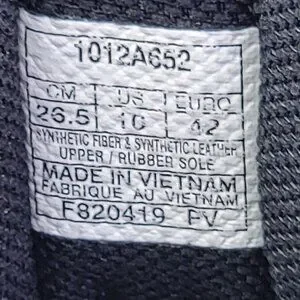 1012A652
CM US EURO
26.5 10 42
SYNTHETIC FIBER & SYNTHETIC LEATHER
UPPER / RUBBER SOLE
MADE IN VIETNAM
FABRIQUE AU VIETNAM
F820419 PV